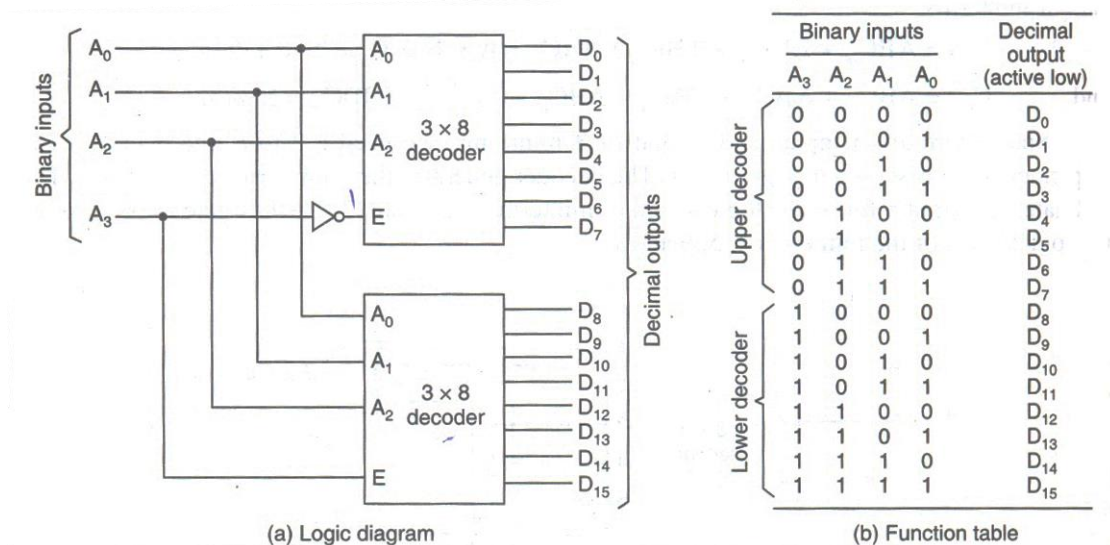 Binary inputs
A0
A1
A2
A3
A0
A1
A2
E
3 × 8
decoder
D0
D1
D2
D3
D4
D5
D6
D7
A0
A1
A2
E
3 × 8
decoder
D8
D9
D10
D11
D12
D13
D14
D15
Decimal outputs
(a) Logic diagram
Binary inputs
Decimal
output
(active low)
A3 A2 A1 A0
Upper decoder
0 0 0 0 D0
0 0 0 1 D1
0 0 1 0 D2
0 0 1 1 D3
0 1 0 0 D4
0 1 0 1 D5
0 1 1 0 D6
0 1 1 1 D7
Lower decoder
1 0 0 0 D8
1 0 0 1 D9
1 0 1 0 D10
1 0 1 1 D11
1 1 0 0 D12
1 1 0 1 D13
1 1 1 0 D14
1 1 1 1 D15
(b) Function table